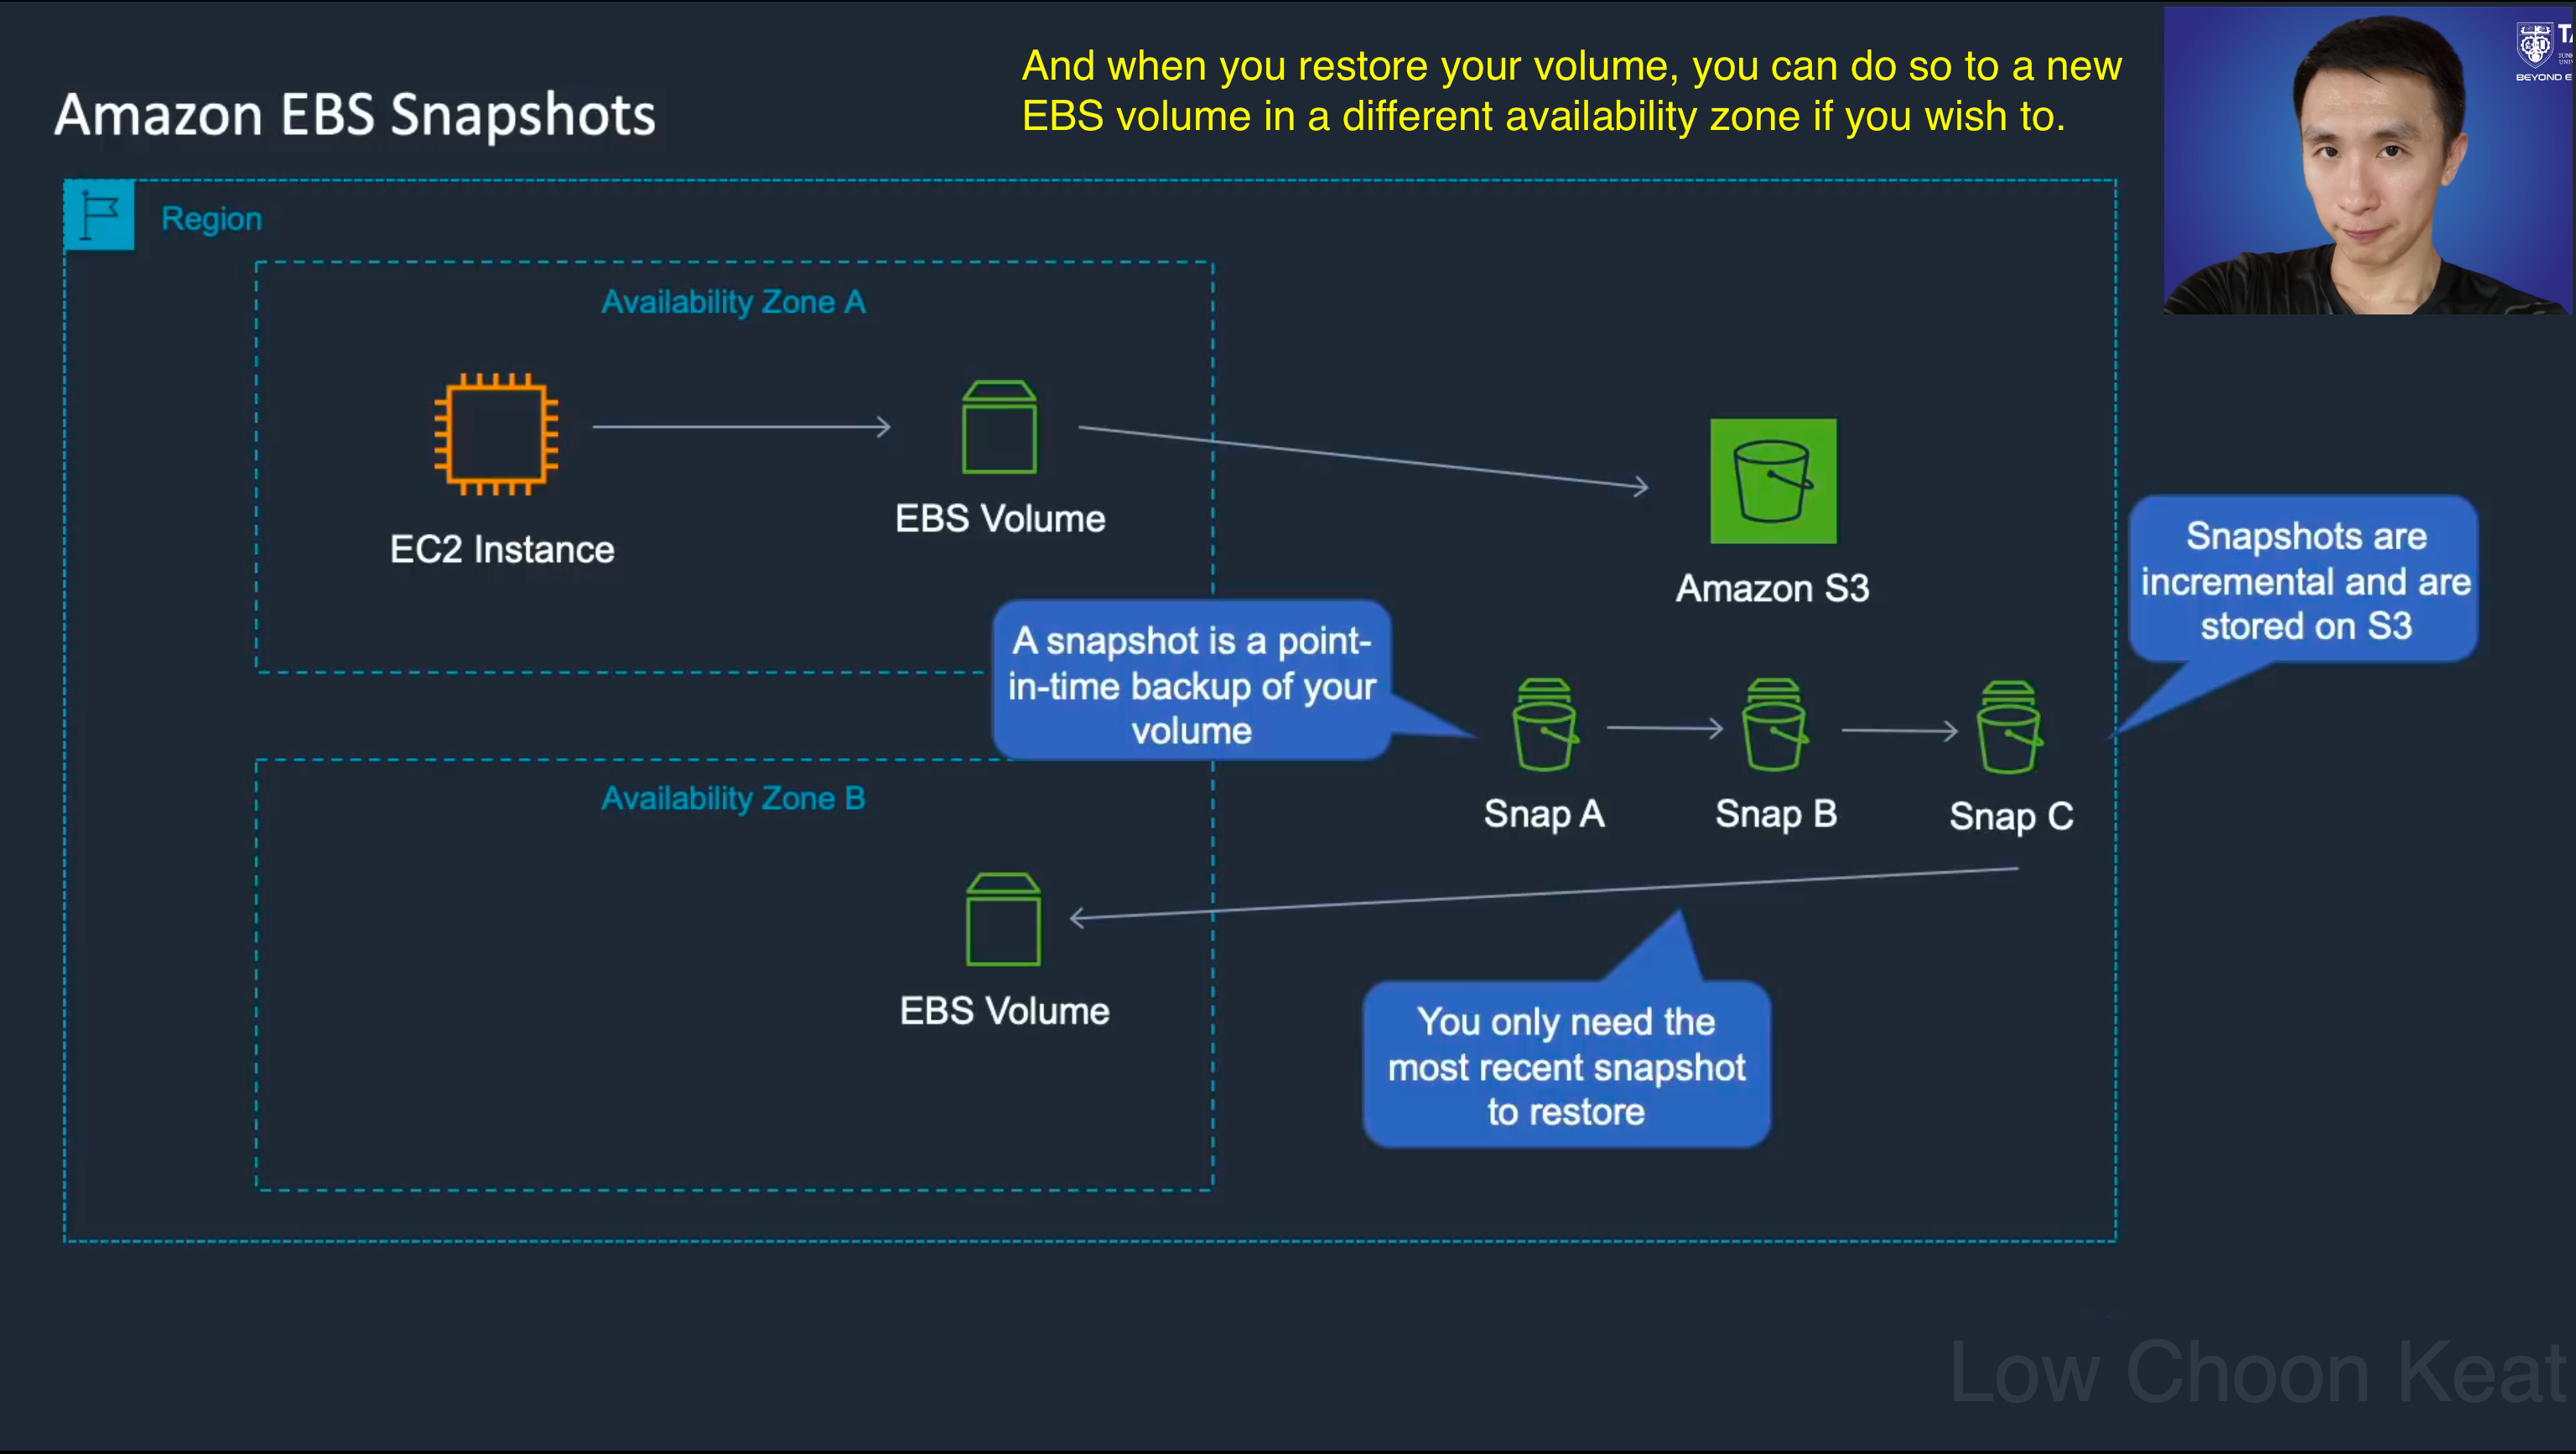 And when you restore your volume, you can do so to a new
EBS volume in a different availability zone if you wish to.
Amazon EBS Snapshots
BEYOND E
Region
Availability Zone A
EC2 Instance
EBS Volume
Amazon S3
Snapshots are
incremental and are
stored on S3
A snapshot is a point-
in-time backup of your
volume
Snap A
Snap B
Snap C
Availability Zone B
EBS Volume
You only need the
most recent snapshot
to restore
Low Choon Keat